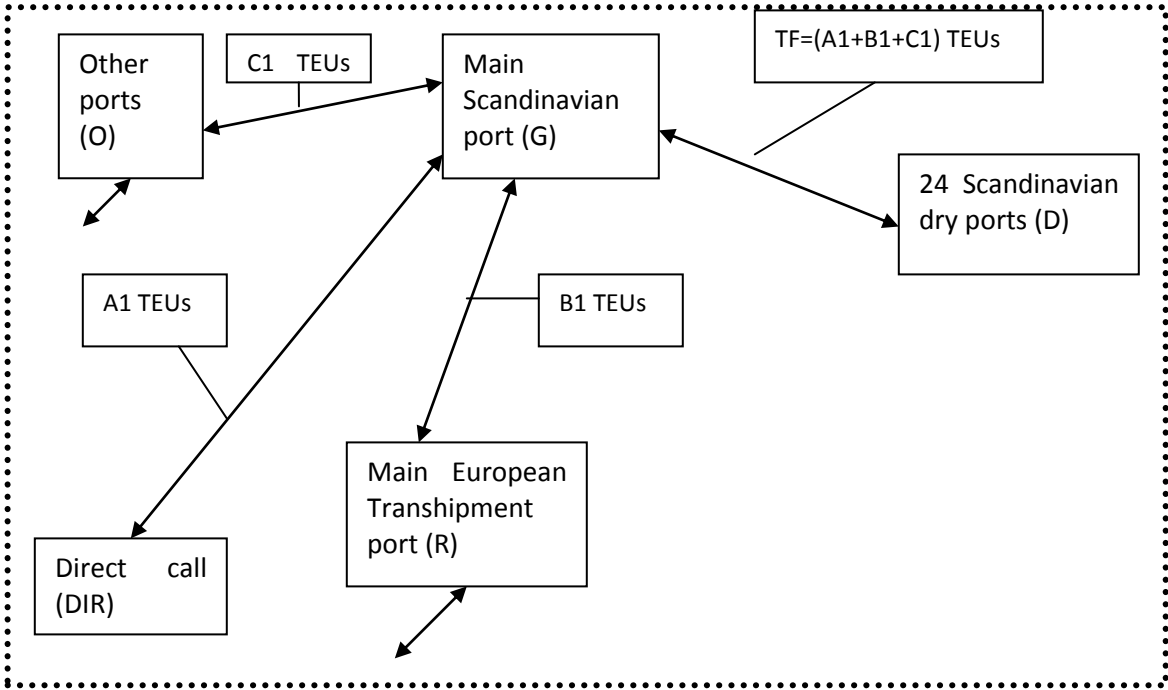 Other
ports
(O)
C1 TEUs
Main
Scandinavian
port (G)
TF=(A1+B1+C1) TEUs
24 Scandinavian
dry ports (D)
A1 TEUs
B1 TEUs
Main European
Transhipment
port (R)
Direct call
(DIR)